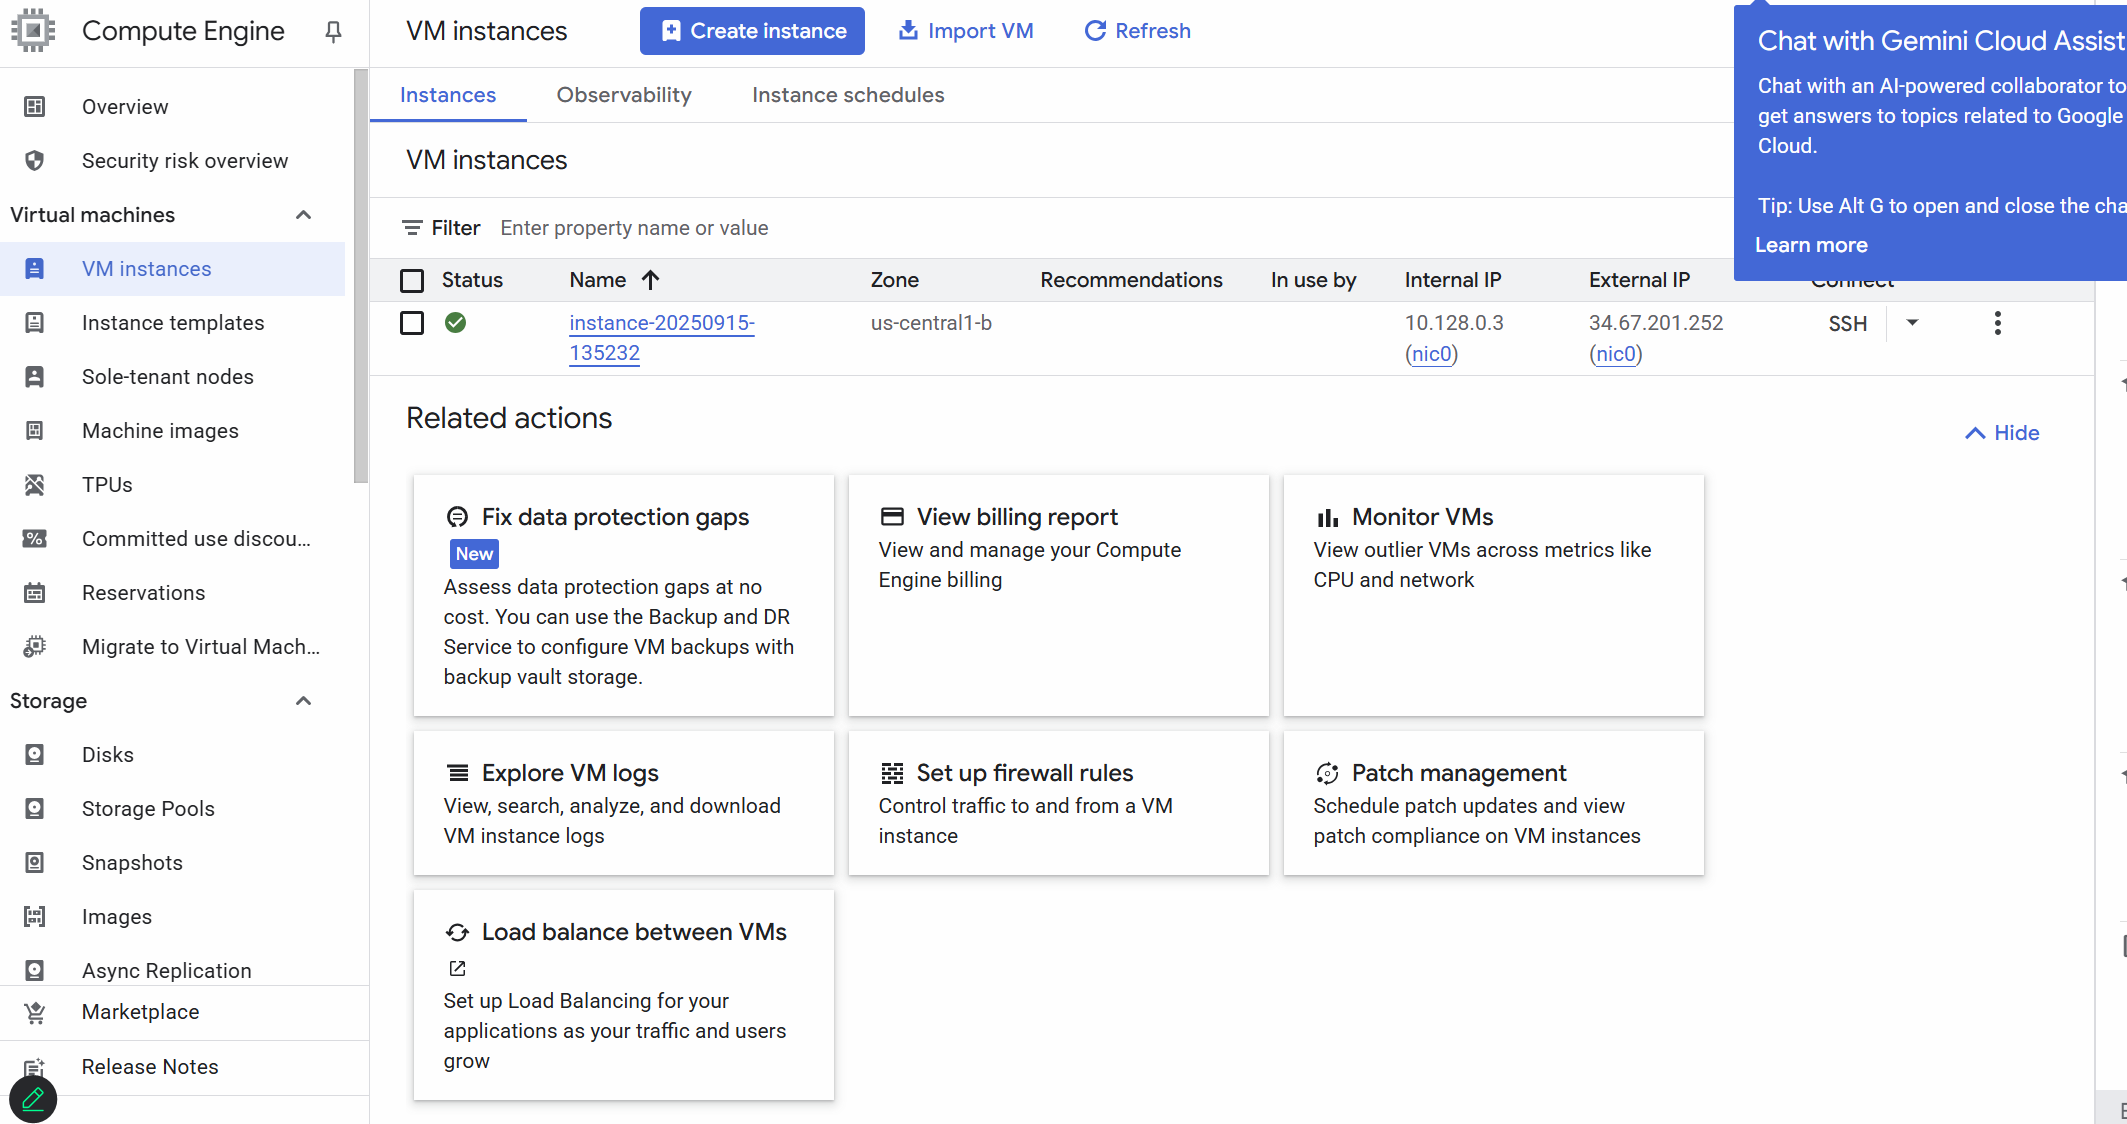 Compute Engine
VM instances
Create instance
Import VM
Refresh
Chat with Gemini Cloud Assist
Chat with an AI-powered collaborator to
get answers to topics related to Google
Cloud.
Tip: Use Alt G to open and close the cha
Learn more
Overview
Security risk overview
Virtual machines
VM instances
Instance templates
Sole-tenant nodes
Machine images
TPUs
Committed use discou...
Reservations
Migrate to Virtual Mach...
Storage
Disks
Storage Pools
Snapshots
Images
Async Replication
Marketplace
Release Notes
Instances
Observability
Instance schedules
VM instances
Filter
Enter property name or value
Status
Name
Zone
Recommendations
In use by
Internal IP
External IP
Connect
instance-20250915-
135232
us-central1-b
10.128.0.3
(nic0)
34.67.201.252
(nic0)
SSH
Related actions
Hide
Fix data protection gaps
New
Assess data protection gaps at no
cost. You can use the Backup and DR
Service to configure VM backups with
backup vault storage.
View billing report
View and manage your Compute
Engine billing
Monitor VMs
View outlier VMs across metrics like
CPU and network
Explore VM logs
View, search, analyze, and download
VM instance logs
Set up firewall rules
Control traffic to and from a VM
instance
Patch management
Schedule patch updates and view
patch compliance on VM instances
Load balance between VMs
Set up Load Balancing for your
applications as your traffic and users
grow